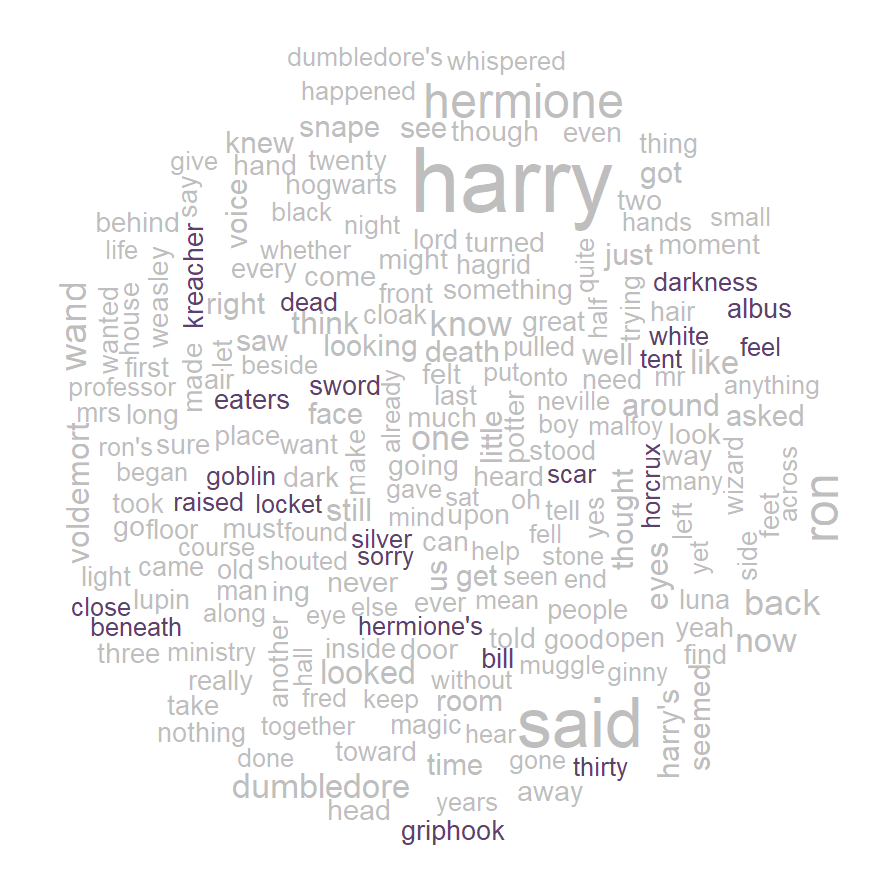 dumbledore's whispered
happened hermione
snape see though even
knew thing
give hand twenty harry got
say hogwarts two
voice black hands small
behind night
life whether lord turned quite just moment
kreacher every come might hagrid
weasley front something half trying darkness
wand wanted house right dead think cloak know great hair albus
first let saw looking death pulled well white feel
made air beside felt put onto need tent mr like
professor eaters sword last neville anything
mrs long face already much little potter boy malfoy around asked
ron's sure place want make one stood look
began goblin dark going heard scar horcrux way wizard across
voldemort took raised locket still gave sat oh tell yes thought many ron
go floor must found mind upon fell left feet
course silver can help stone eyes yet side
light came old shouted sorry us get seen end
close lupin man ing never ever mean people luna back
beneath along eye else hermione's told good open yeah now
three ministry another hall inside door bill muggle ginny find
really looked without
take fred keep room harry's seemed
nothing together magic hear said
done toward time gone thirty
dumbledore years away
head
griphook